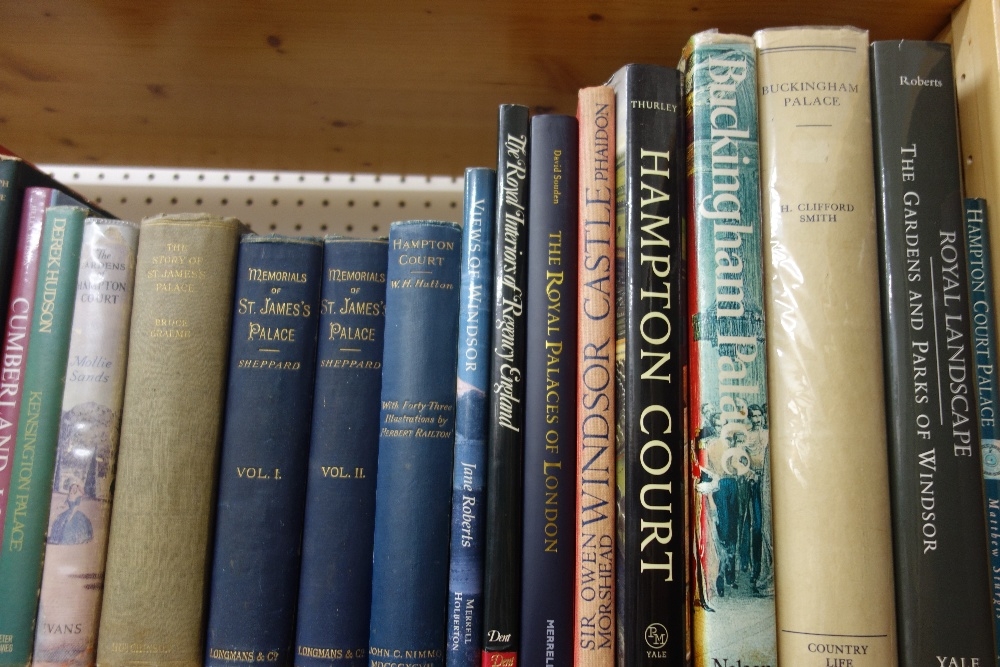 CUMBERLAND
DEREK HUDSON
KENSINGTON PALACE
THE
GARDENS
HAMPTON
COURT
Mollie
Sands
EVANS
THE
STORY OF
ST JAMES'S
PALACE
BRUCE
GRAEME
MEMORIALS
OF
ST. JAMES'S
PALACE
SHEPPARD
VOL. I.
LONGMANS & Co
MEMORIALS
OF
ST. JAMES'S
PALACE
SHEPPARD
VOL. II.
LONGMANS & Co
HAMPTON
COURT
W. H. Hutton
With Forty-Three
Illustrations by
HERBERT RAILTON
JOHN C. NIMMO
VIEWS OF WINDSOR
Jane Roberts
MERRELL
HOLBERTON
The Royal Interiors of Regency England
Dent
Dent
David Souden
THE ROYAL PALACES OF LONDON
MERRELL
SIR OWEN
MORSHEAD
WINDSOR CASTLE
PHAIDON
THURLEY
HAMPTON COURT
YALE
Buckingham Palace
Nelson
BUCKINGHAM
PALACE
H. CLIFFORD
SMITH
COUNTRY
LIFE
Roberts
ROYAL LANDSCAPE
THE GARDENS AND PARKS OF WINDSOR
YALE
HAMPTON COURT PALACE
Matthew